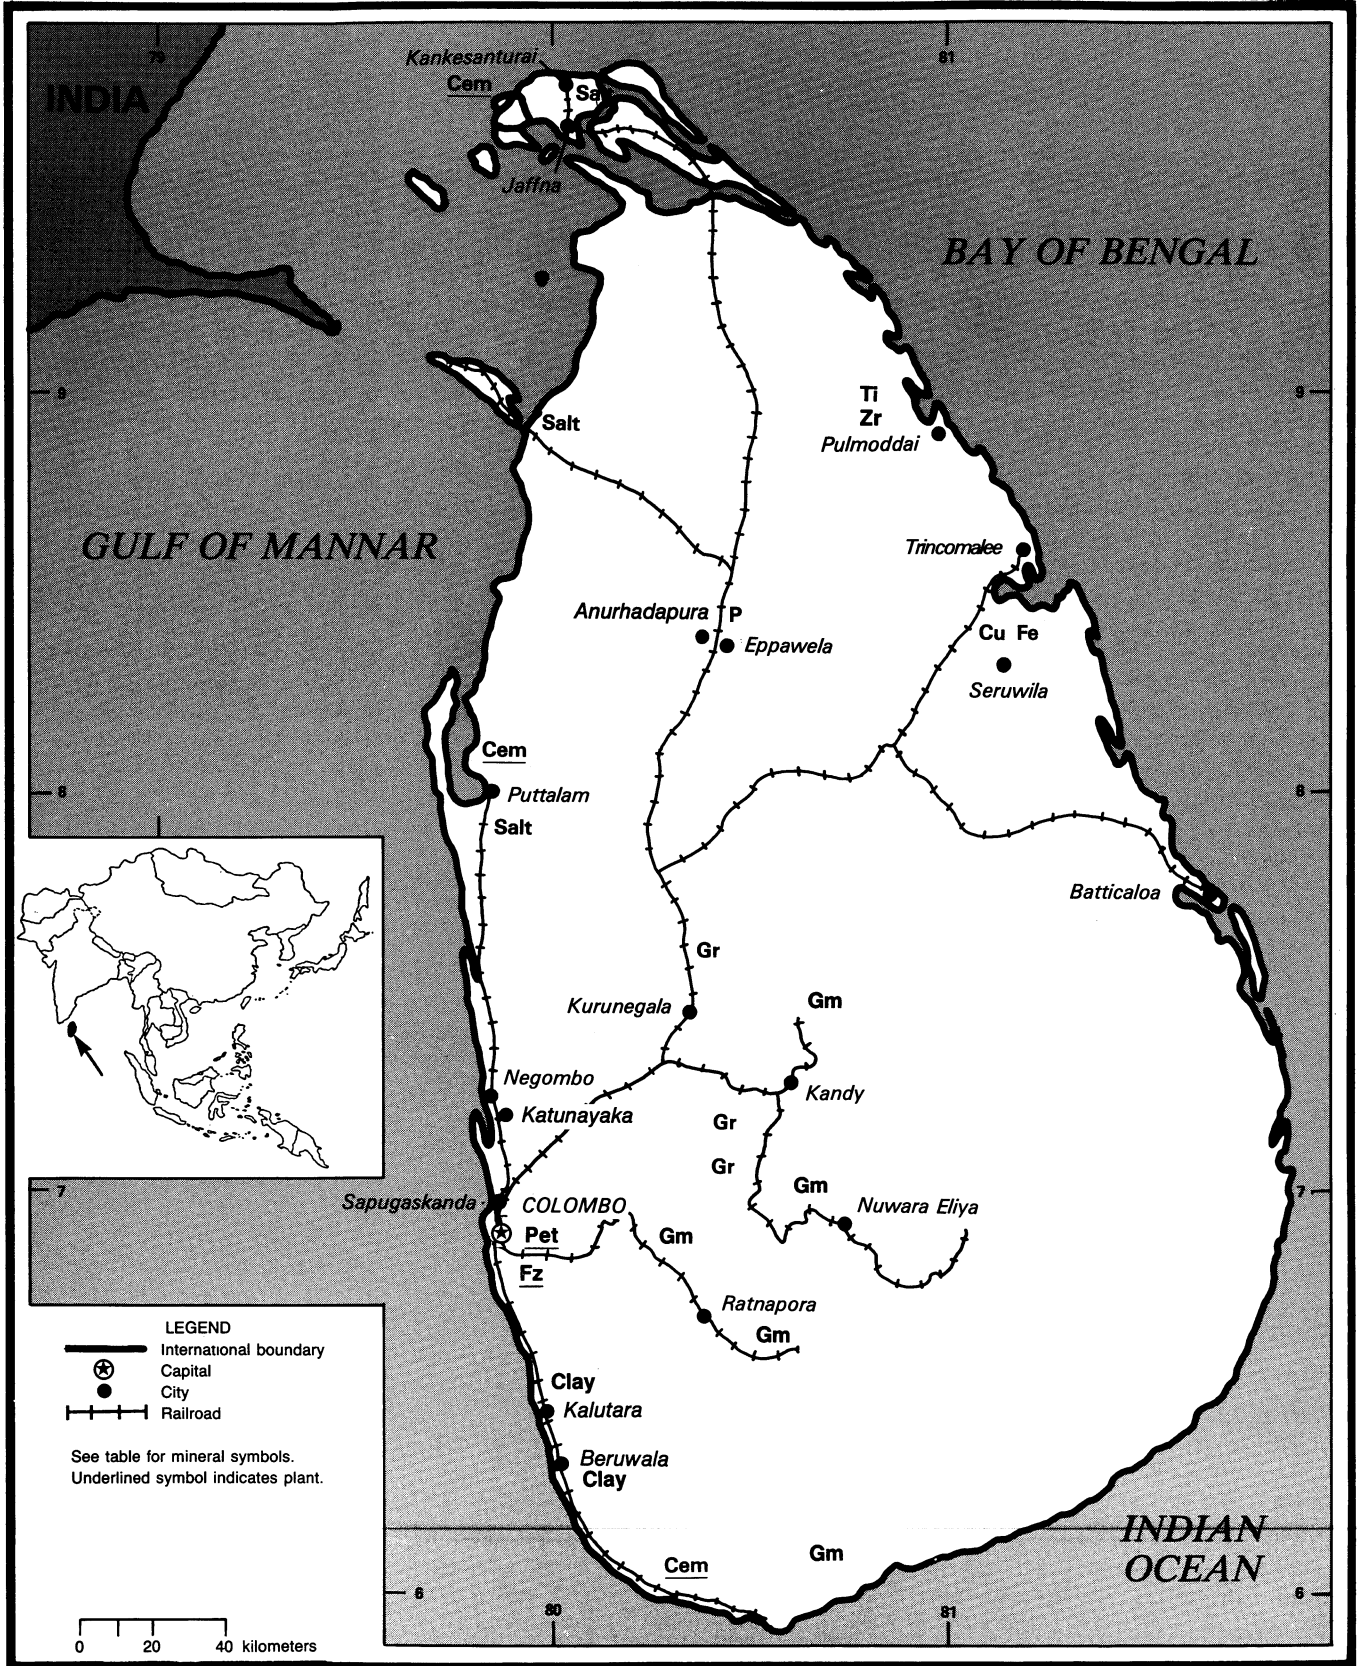 79
81
Kankesanturai
Cem
Sa
INDIA
Jaffna
BAY OF BENGAL
9
9
Ti
Zr
Pulmoddai
Salt
GULF OF MANNAR
Trincomalee
Anurhadapura
P
Eppawela
Cu Fe
Seruwila
Cem
8
Puttalam
8
Salt
Batticaloa
Gr
Kurunegala
Gm
Negombo
Kandy
Katunayaka
Gr
Gr
Gm
7
7
Sapugaskanda
COLOMBO
Nuwara Eliya
Pet
Gm
Fz
Ratnapora
Gm
LEGEND
International boundary
Capital
City
Railroad
See table for mineral symbols.
Underlined symbol indicates plant.
Clay
Kalutara
Beruwala
Clay
INDIAN
OCEAN
Cem
Gm
6
6
80
81
0 20 40 kilometers